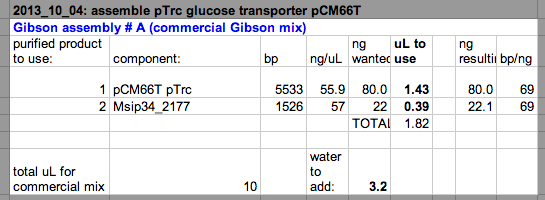 2013_10_04: assemble pTrc glucose transporter pCM66T
Gibson assembly # A (commercial Gibson mix)
purified product to use: component: bp ng/uL ng wanted uL to use ng resulti bp/ng
1 pCM66T pTrc 5533 55.9 80.0 1.43 80.0 69
2 Msip34_2177 1526 57 22 0.39 22.1 69
TOTAL 1.82
total uL for commercial mix 10 water to add: 3.2